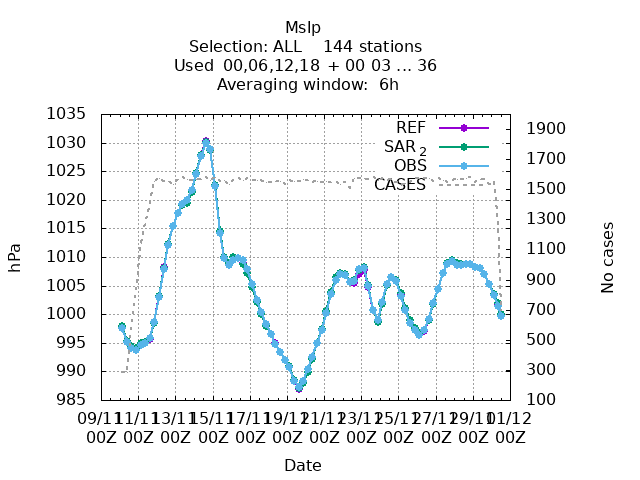 Mslp
Selection: ALL 144 stations
Used 00,06,12,18 + 00 03 ... 36
Averaging window: 6h
1035
1030
1025
1020
1015
1010
1005
1000
995
990
985
hPa
REF
SAR 2
OBS
CASES
1900
1700
1500
1300
1100
900
700
500
300
100
No cases
09/11 11/11 13/11 15/11 17/11 19/11 21/11 23/11 25/11 27/11 29/11 01/12
00Z 00Z 00Z 00Z 00Z 00Z 00Z 00Z 00Z 00Z 00Z 00Z
Date